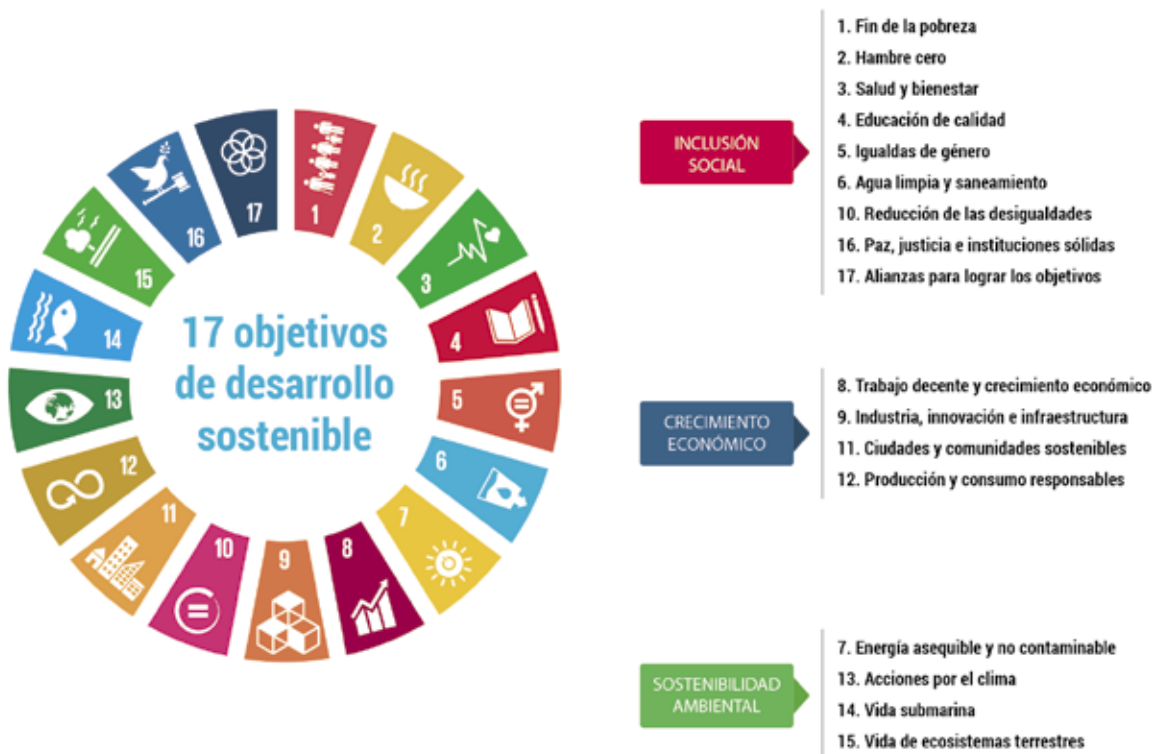 1
2
3
4
5
6
7
8
9
10
11
12
13
14
15
16
17
17 objetivos
de desarrollo
sostenible
INCLUSIÓN
SOCIAL
1. Fin de la pobreza
2. Hambre cero
3. Salud y bienestar
4. Educación de calidad
5. Igualdas de género
6. Agua limpia y saneamiento
10. Reducción de las desigualdades
16. Paz, justicia e instituciones sólidas
17. Alianzas para lograr los objetivos
CRECIMIENTO
ECONÓMICO
8. Trabajo decente y crecimiento económico
9. Industria, innovación e infraestructura
11. Ciudades y comunidades sostenibles
12. Producción y consumo responsables
SOSTENIBILIDAD
AMBIENTAL
7. Energía asequible y no contaminable
13. Acciones por el clima
14. Vida submarina
15. Vida de ecosistemas terrestres